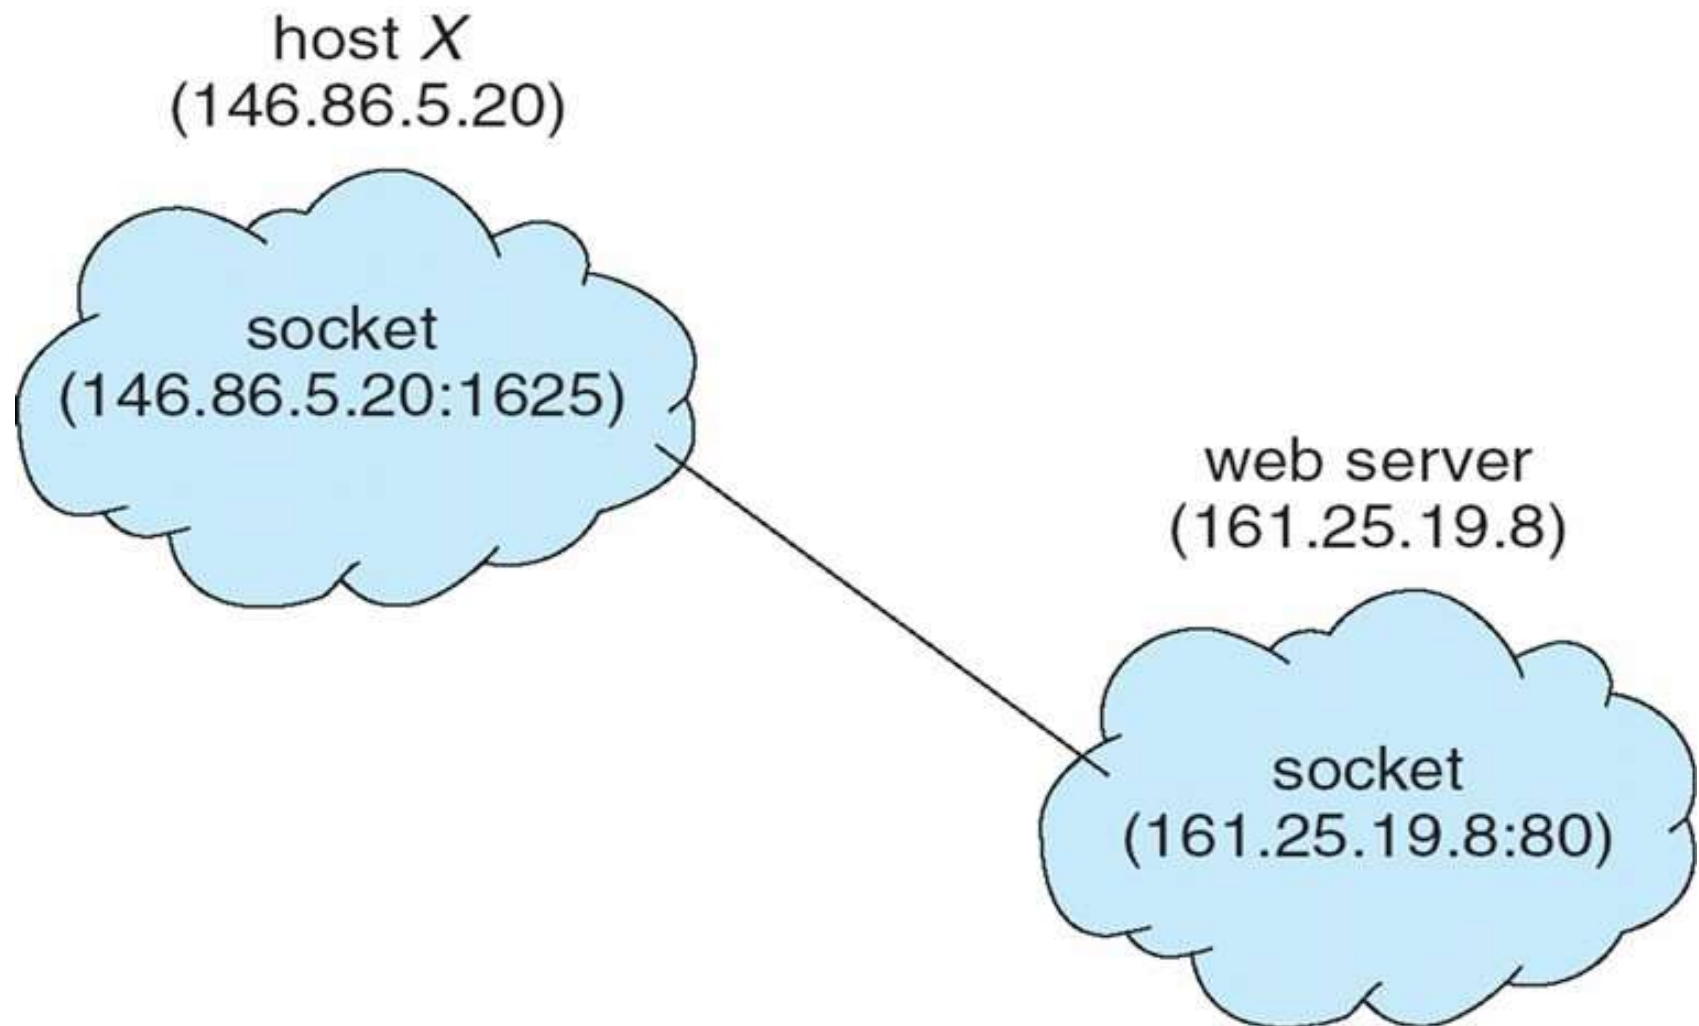 host X
(146.86.5.20)
socket
(146.86.5.20:1625)
web server
(161.25.19.8)
socket
(161.25.19.8:80)